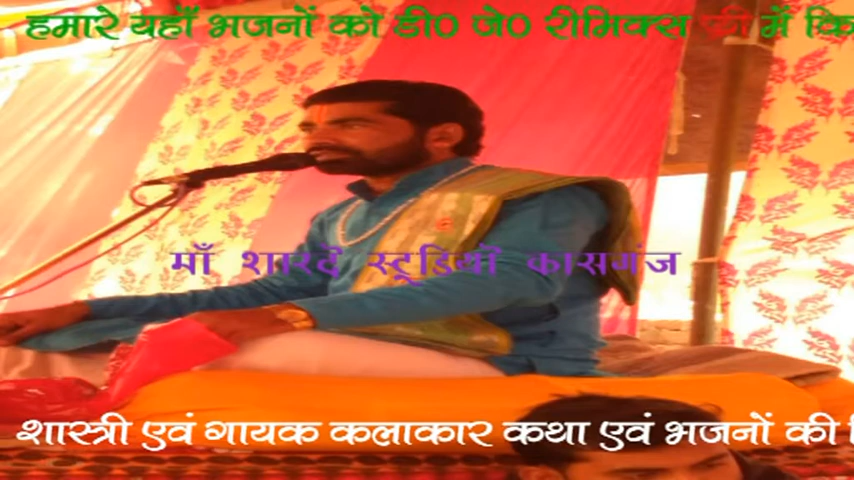 हमारे यहाँ भजनों को डी0 जे0 रीमिक्स फ्री में
माँ शारदें स्टूडियों कासगंज
शास्त्री एवं गायक कलाकार कथा एवं भजनों की